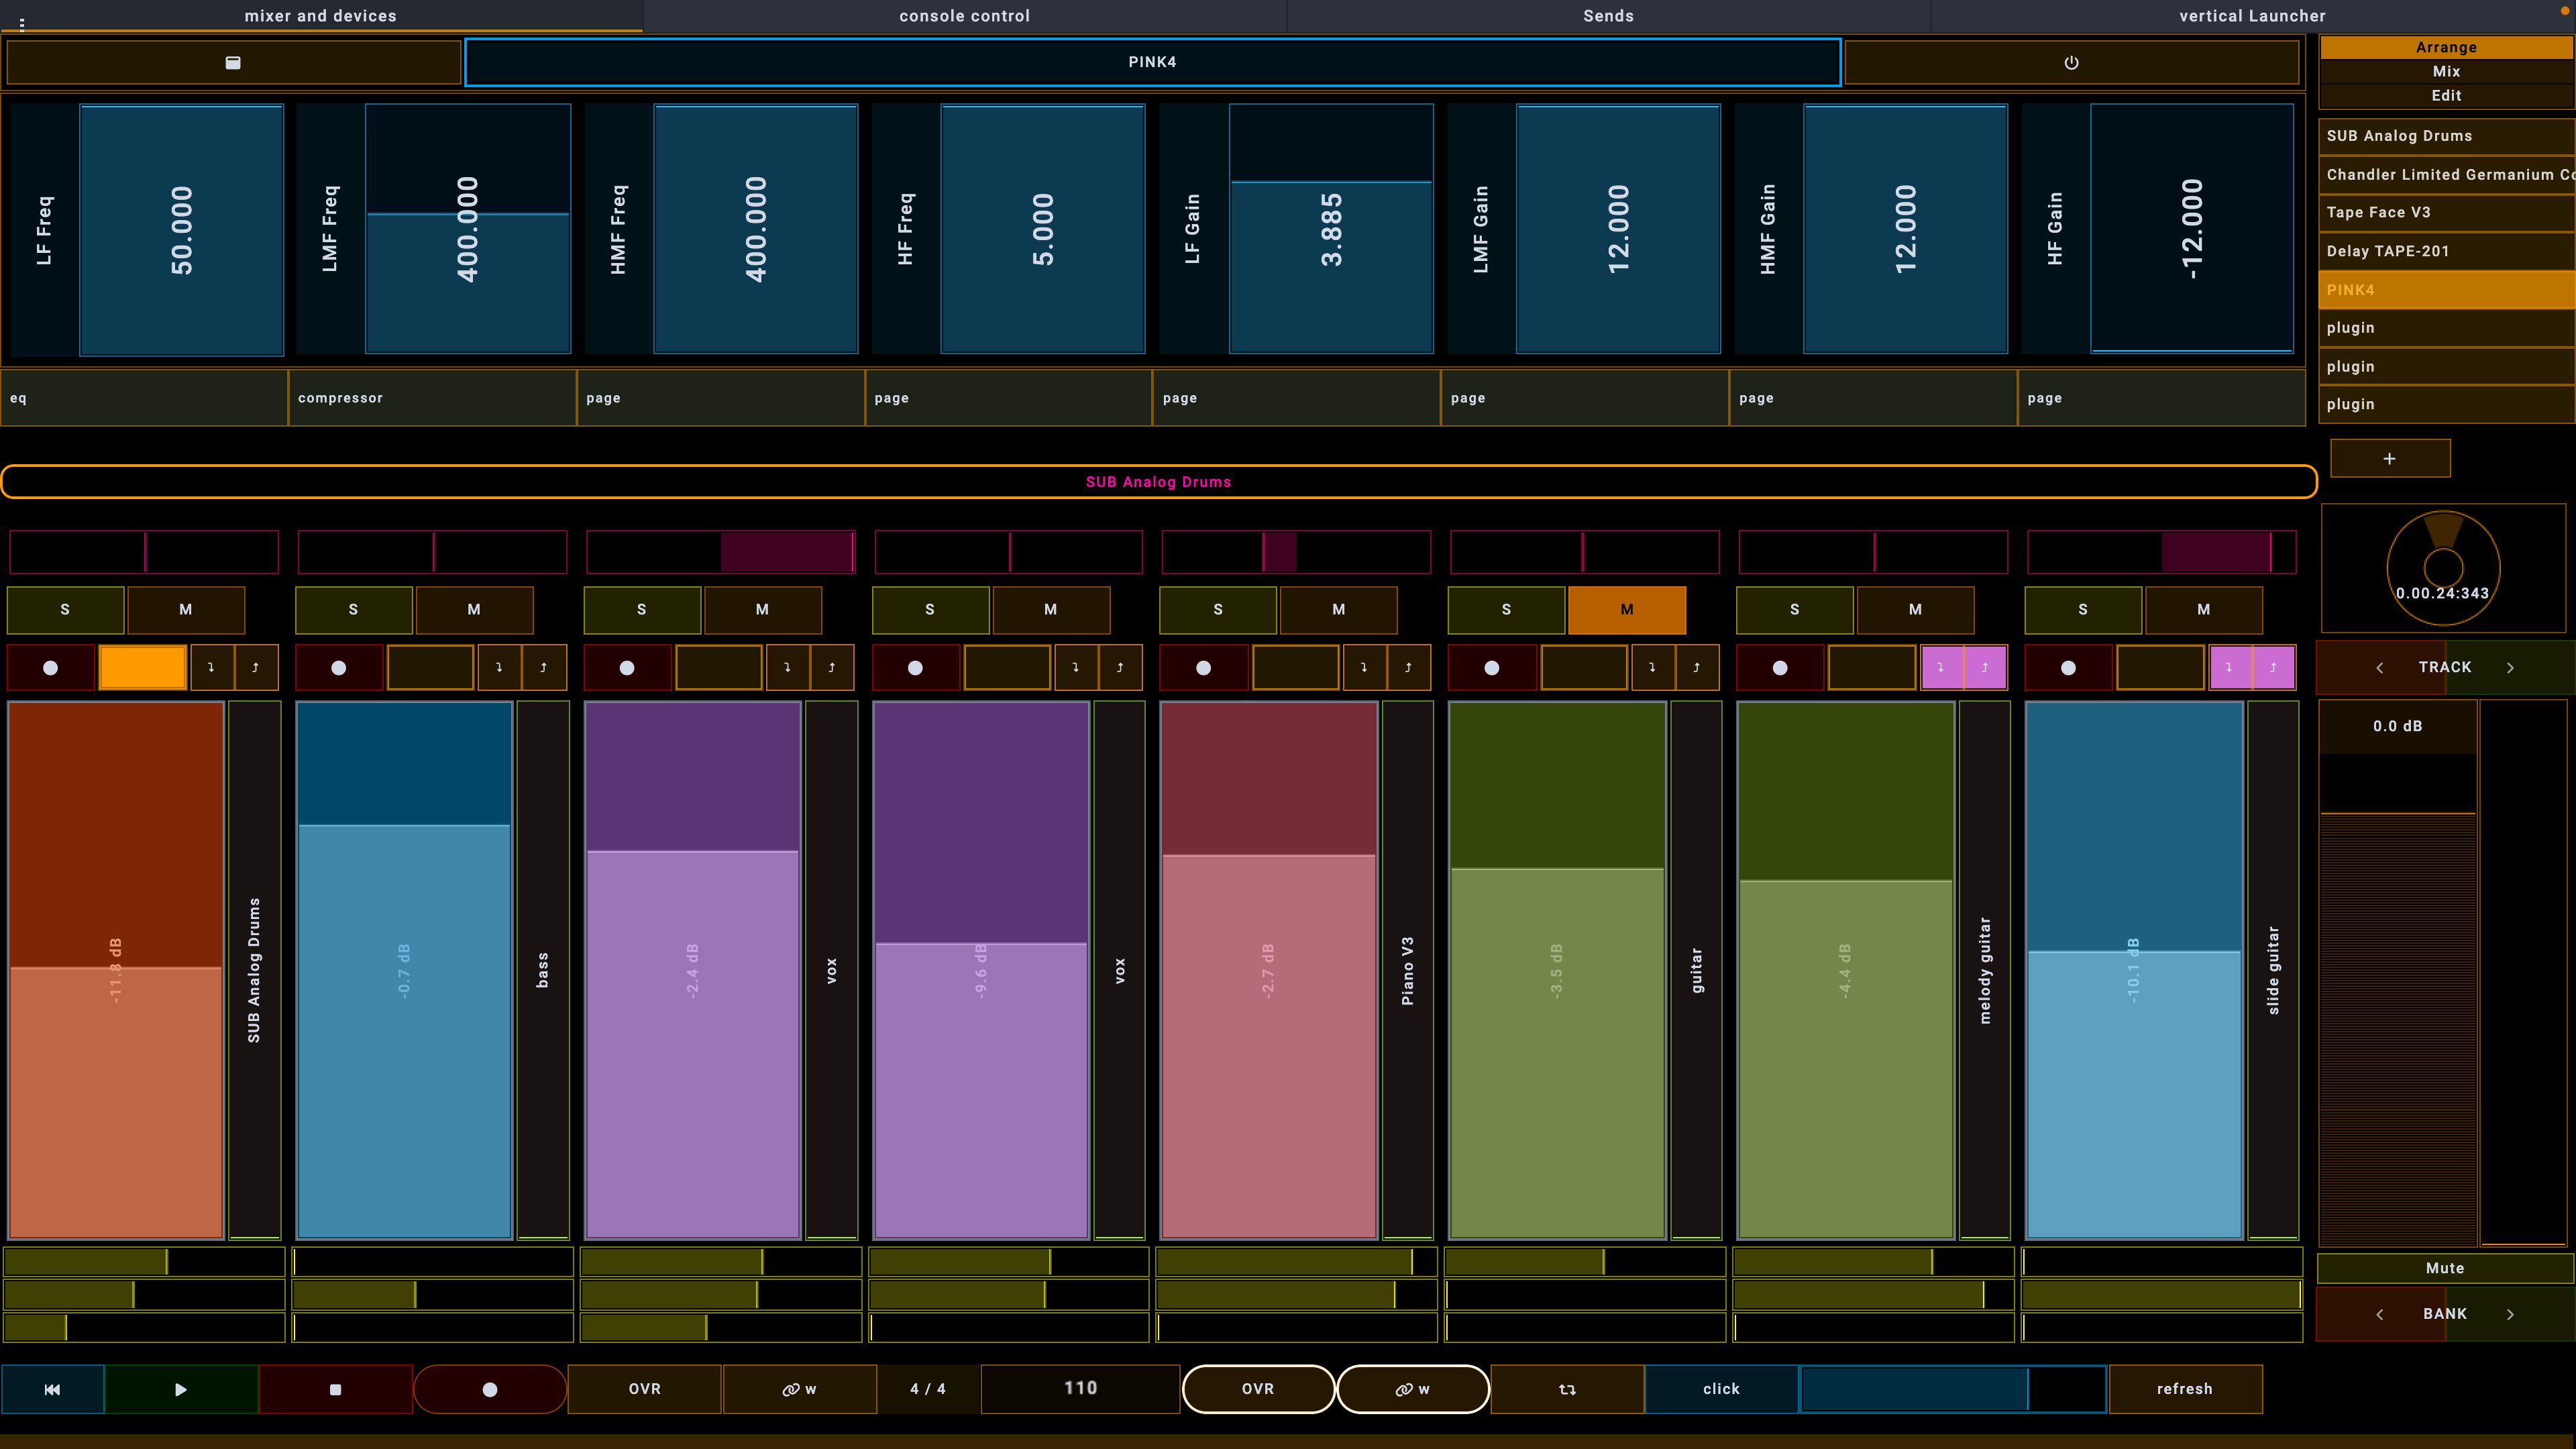 mixer and devices
console control
Sends
vertical Launcher
PINK4
Arrange
Mix
Edit
LF Freq
50.000
LMF Freq
400.000
HMF Freq
400.000
HF Freq
5.000
LF Gain
3.885
LMF Gain
12.000
HMF Gain
12.000
HF Gain
-12.000
SUB Analog Drums
Chandler Limited Germanium Co
Tape Face V3
Delay TAPE-201
PINK4
plugin
plugin
plugin
eq
compressor
page
page
page
page
page
page
+
SUB Analog Drums
S M
S M
S M
S M
S M
S M
S M
S M
0.00.24:343
< TRACK >
-11.8 dB
SUB Analog Drums
-0.7 dB
bass
-2.4 dB
vox
-9.6 dB
vox
-2.7 dB
Piano V3
-3.5 dB
guitar
-4.4 dB
melody guitar
-10.1 dB
slide guitar
0.0 dB
Mute
< BANK >
OVR
w
4 / 4
110
OVR
w
click
refresh